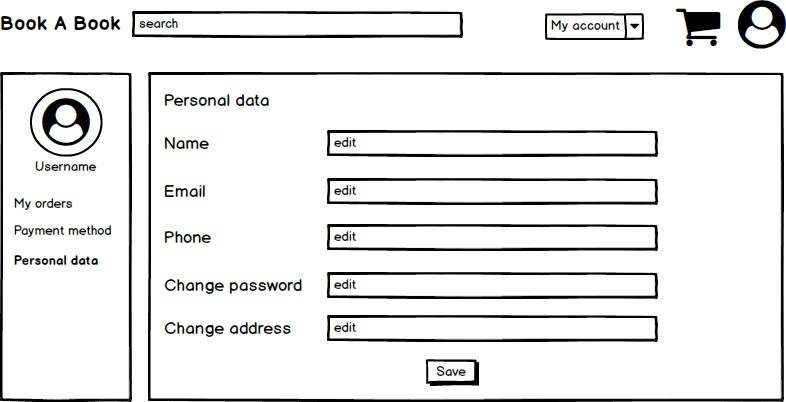 Book A Book
search
My account
Username
My orders
Payment method
Personal data
Personal data
Name
edit
Email
edit
Phone
edit
Change password
edit
Change address
edit
Save